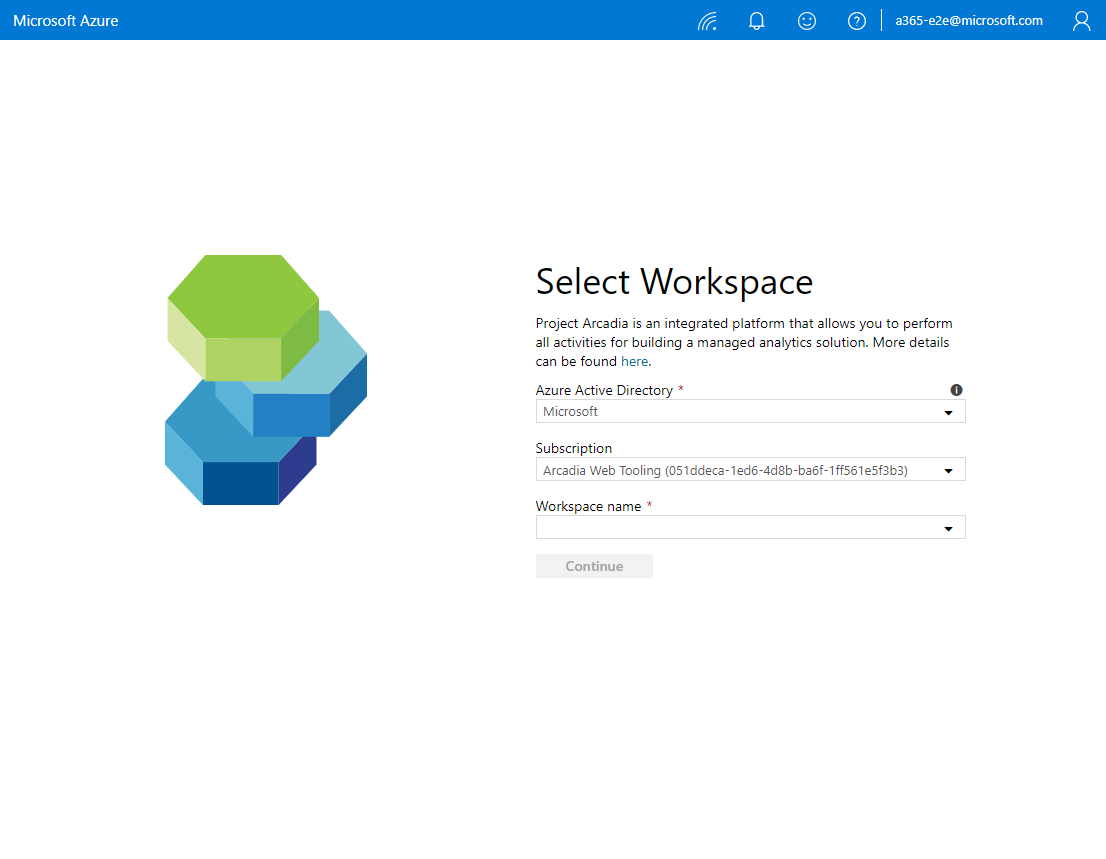 Microsoft Azure
a365-e2e@microsoft.com
Select Workspace
Project Arcadia is an integrated platform that allows you to perform
all activities for building a managed analytics solution. More details
can be found here.
Azure Active Directory *
Microsoft
Subscription
Arcadia Web Tooling (051ddeca-1ed6-4d8b-ba6f-1ff561e5f3b3)
Workspace name *
Continue